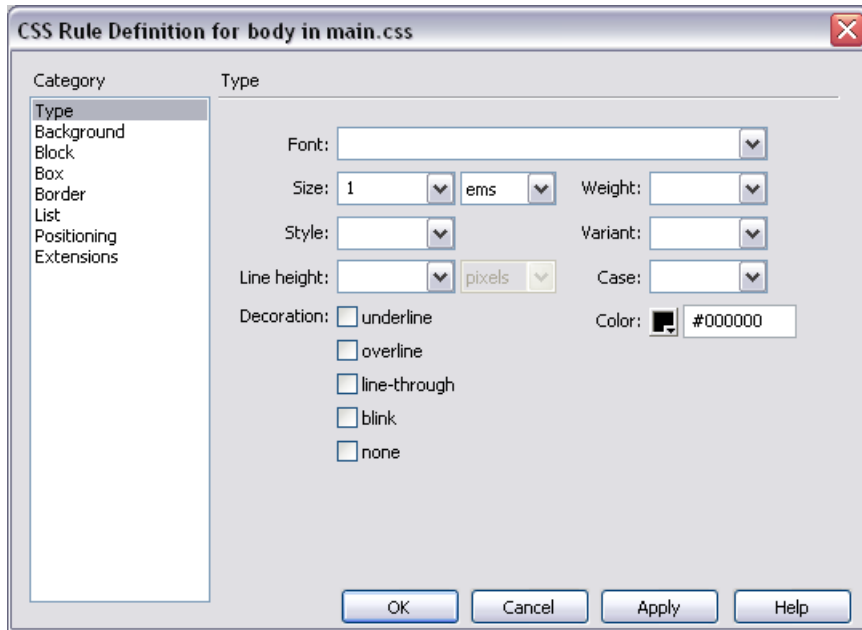 CSS Rule Definition for body in main.css
Category
Type
Type
Background
Block
Box
Border
List
Positioning
Extensions
Font:
Size: 1 ems Weight:
Style: Variant:
Line height: pixels Case:
Decoration: underline Color: #000000
overline
line-through
blink
none
OK Cancel Apply Help